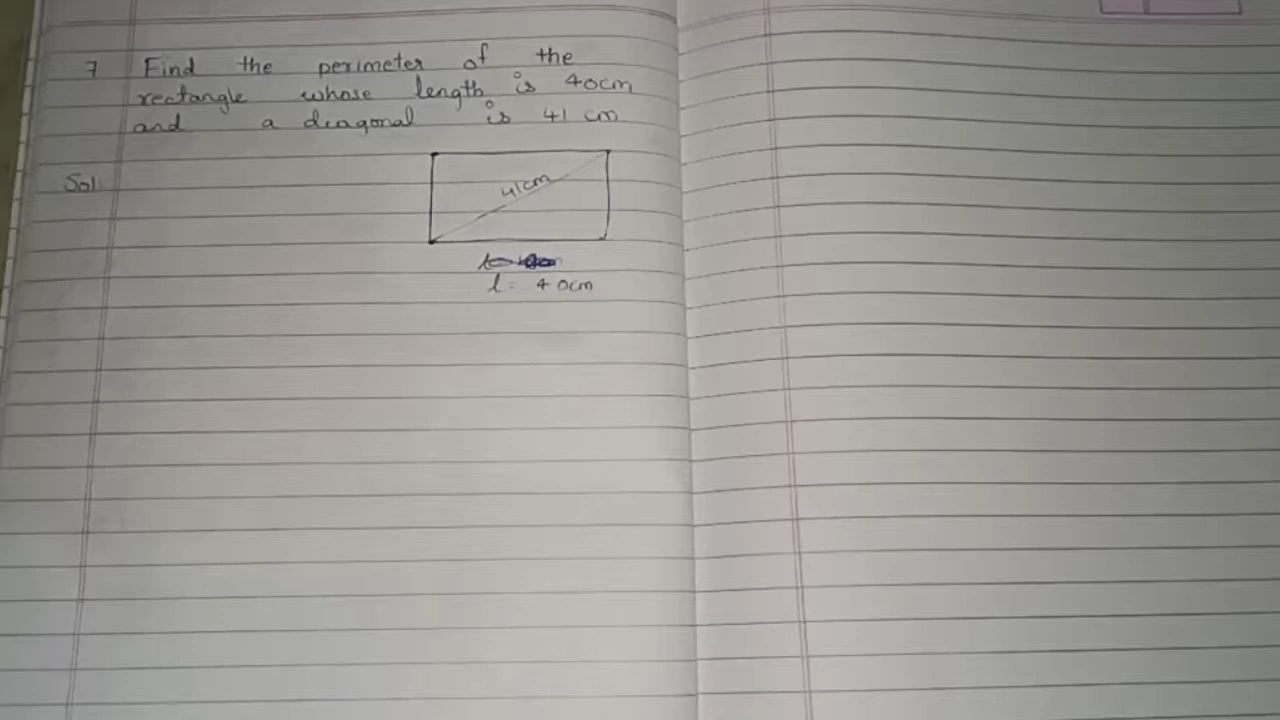 7 Find the perimeter of the
rectangle whose length is 40cm
and a diagonal is 41 cm
Sol
41cm
l = 40cm